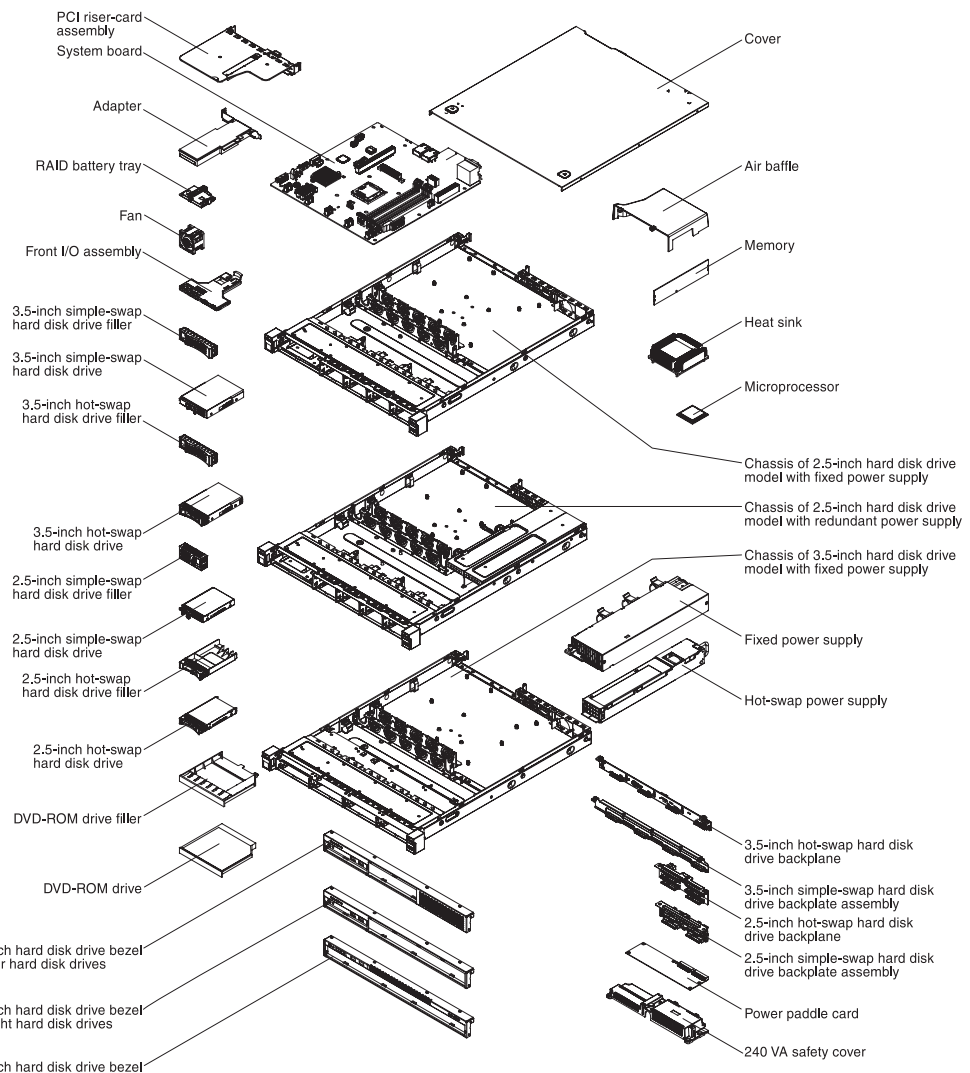 PCI riser-card
assembly
System board
Adapter
RAID battery tray
Fan
Front I/O assembly
3.5-inch simple-swap
hard disk drive filler
3.5-inch simple-swap
hard disk drive
3.5-inch hot-swap
hard disk drive filler
3.5-inch hot-swap
hard disk drive
2.5-inch simple-swap
hard disk drive filler
2.5-inch simple-swap
hard disk drive
2.5-inch hot-swap
hard disk drive filler
2.5-inch hot-swap
hard disk drive
DVD-ROM drive filler
DVD-ROM drive
hard disk drive bezel
hard disk drives
hard disk drive bezel
hard disk drives
hard disk drive bezel
Cover
Air baffle
Memory
Heat sink
Microprocessor
Chassis of 2.5-inch hard disk drive
model with fixed power supply
Chassis of 2.5-inch hard disk drive
model with redundant power supply
Chassis of 3.5-inch hard disk drive
model with fixed power supply
Fixed power supply
Hot-swap power supply
3.5-inch hot-swap hard disk
drive backplane
3.5-inch simple-swap hard disk
drive backplate assembly
2.5-inch hot-swap hard disk
drive backplane
2.5-inch simple-swap hard disk
drive backplate assembly
Power paddle card
240 VA safety cover